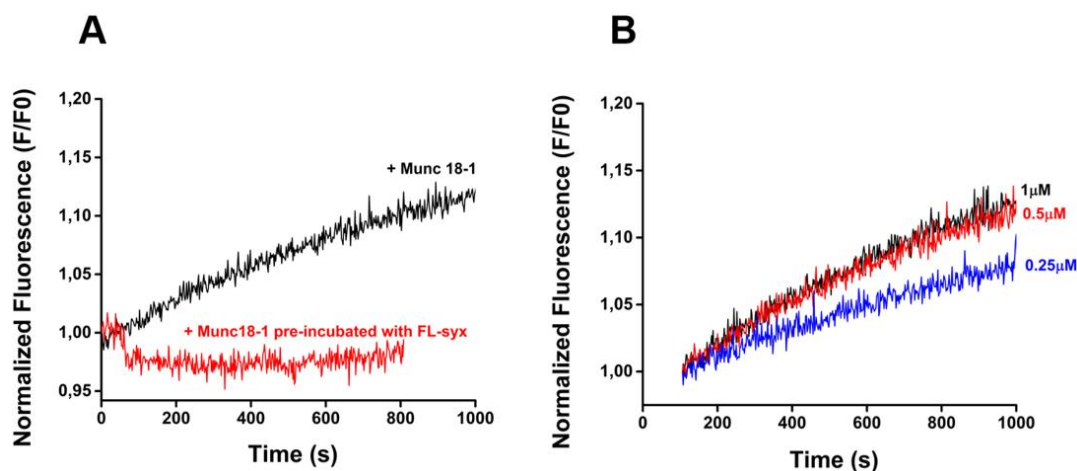 A
Normalized Fluorescence (F/F0)
1,20
1,15
1,10
1,05
1,00
0,95
+ Munc 18-1
+ Munc18-1 pre-incubated with FL-syx
0 200 400 600 800 1000
Time (s)
B
Normalized Fluorescence (F/F0)
1,20
1,15
1,10
1,05
1,00
1µM
0.5µM
0.25µM
0 200 400 600 800 1000
Time (s)